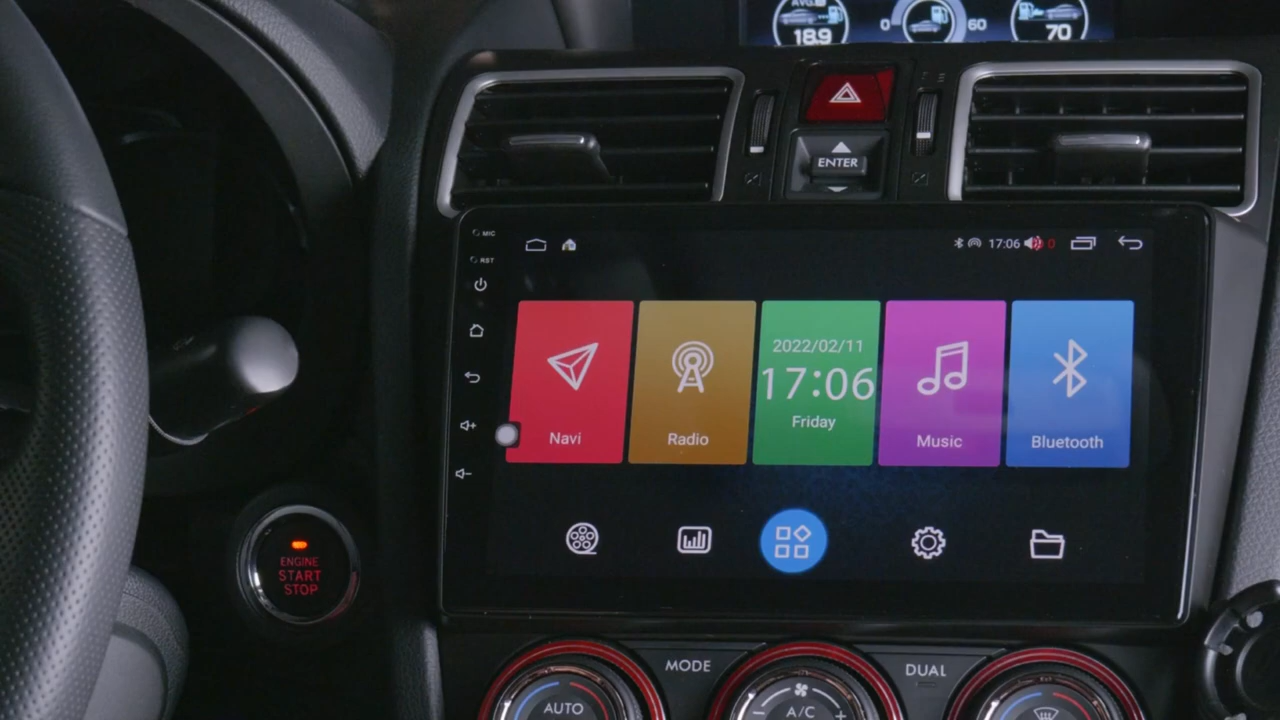 AVG.
18.9
0
60
70
ENTER
MIC
RST
17:06
0
Navi
Radio
2022/02/11
17:06
Friday
Music
Bluetooth
ENGINE
START
STOP
MODE
DUAL
AUTO
A/C